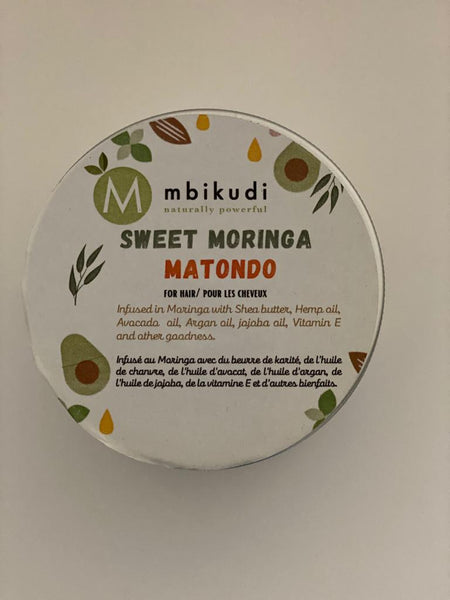 M mbikudi
naturally powerful
SWEET MORINGA
MATONDO
FOR HAIR/ POUR LES CHEVEUX
Infused in Moringa with Shea butter, Hemp oil,
Avocado oil, Argan oil, jojoba oil, Vitamin E
and other goodness.
Infusé au Moringa avec du beurre de karité, de l'huile
de chanvre, de l'huile d'avocat, de l'huile d'argan, de
l'huile de jojoba, de la vitamine E et d'autres bienfaits.